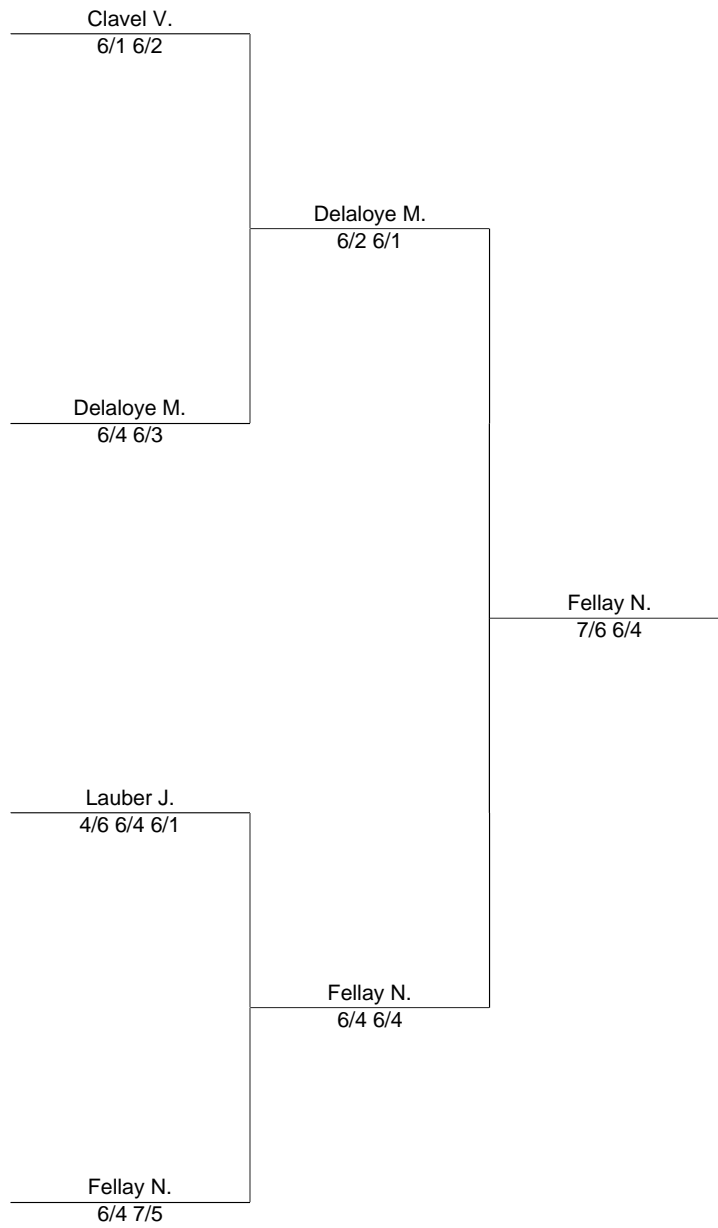 Clavel V.
6/1 6/2
Delaloye M.
6/2 6/1
Delaloye M.
6/4 6/3
Fellay N.
7/6 6/4
Lauber J.
4/6 6/4 6/1
Fellay N.
6/4 6/4
Fellay N.
6/4 7/5